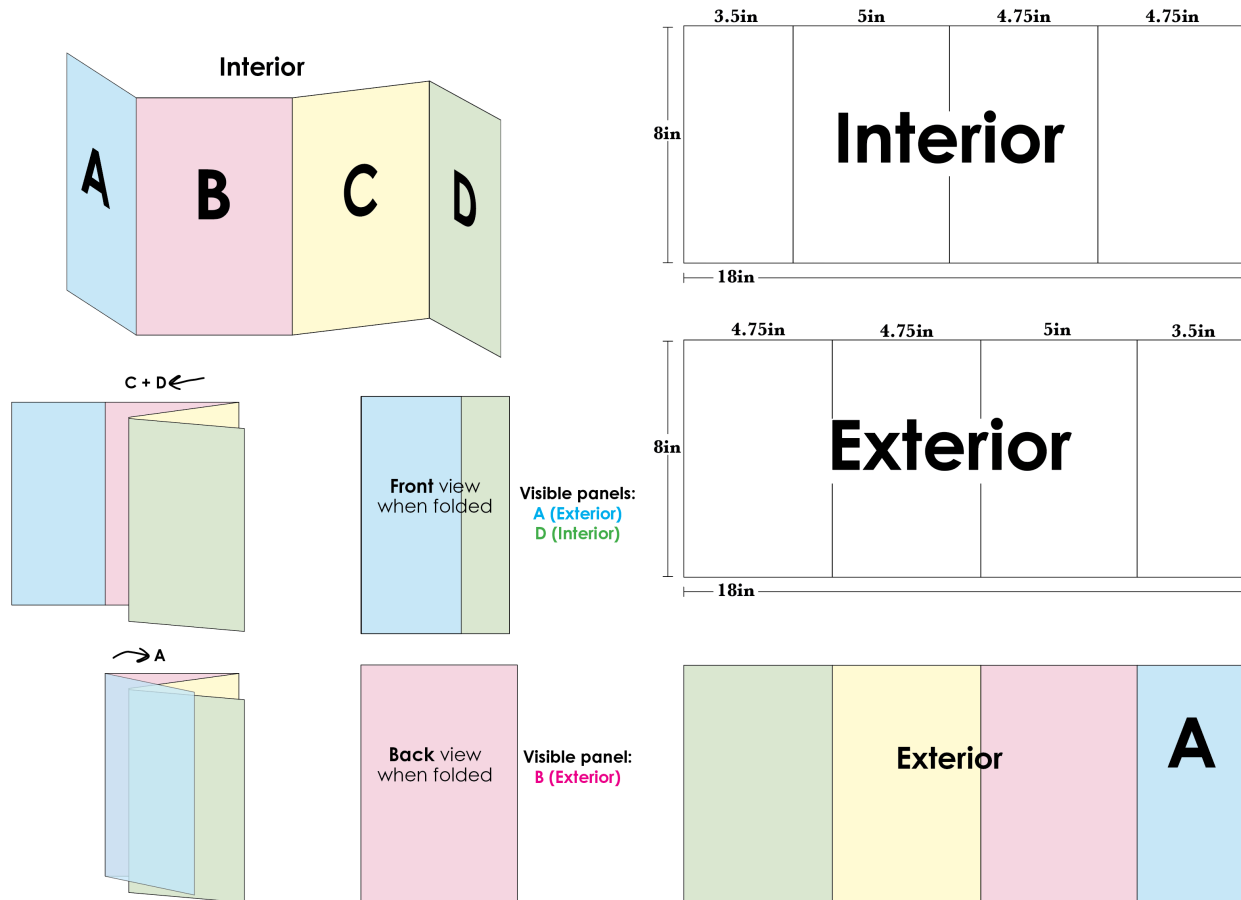 Interior
A
B
C
D
C + D
Front view
when folded
Visible panels:
A (Exterior)
D (Interior)
A
Back view
when folded
Visible panel:
B (Exterior)
3.5in 5in 4.75in 4.75in
8in
Interior
18in
4.75in 4.75in 5in 3.5in
8in
Exterior
18in
Exterior
A